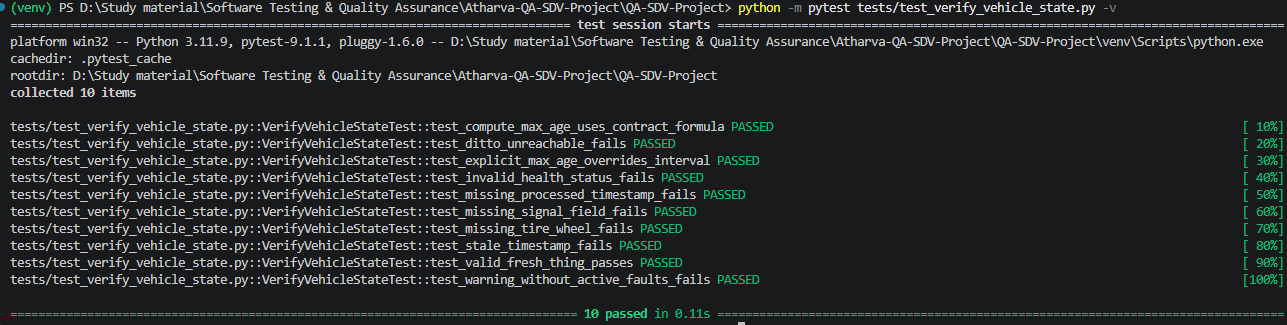 (venv) PS D:\Study material\Software Testing & Quality Assurance\Atharva-QA-SDV-Project\QA-SDV-Project> python -m pytest tests/test_verify_vehicle_state.py -v
================================================================================ test session starts ================================================================================
platform win32 -- Python 3.11.9, pytest-9.1.1, pluggy-1.6.0 -- D:\Study material\Software Testing & Quality Assurance\Atharva-QA-SDV-Project\QA-SDV-Project\venv\Scripts\python.exe
cachedir: .pytest_cache
rootdir: D:\Study material\Software Testing & Quality Assurance\Atharva-QA-SDV-Project\QA-SDV-Project
collected 10 items
tests/test_verify_vehicle_state.py::VerifyVehicleStateTest::test_compute_max_age_uses_contract_formula PASSED [ 10%]
tests/test_verify_vehicle_state.py::VerifyVehicleStateTest::test_ditto_unreachable_fails PASSED [ 20%]
tests/test_verify_vehicle_state.py::VerifyVehicleStateTest::test_explicit_max_age_overrides_interval PASSED [ 30%]
tests/test_verify_vehicle_state.py::VerifyVehicleStateTest::test_invalid_health_status_fails PASSED [ 40%]
tests/test_verify_vehicle_state.py::VerifyVehicleStateTest::test_missing_processed_timestamp_fails PASSED [ 50%]
tests/test_verify_vehicle_state.py::VerifyVehicleStateTest::test_missing_signal_field_fails PASSED [ 60%]
tests/test_verify_vehicle_state.py::VerifyVehicleStateTest::test_missing_tire_wheel_fails PASSED [ 70%]
tests/test_verify_vehicle_state.py::VerifyVehicleStateTest::test_stale_timestamp_fails PASSED [ 80%]
tests/test_verify_vehicle_state.py::VerifyVehicleStateTest::test_valid_fresh_thing_passes PASSED [ 90%]
tests/test_verify_vehicle_state.py::VerifyVehicleStateTest::test_warning_without_active_faults_fails PASSED [100%]
================================================================================= 10 passed in 0.11s =================================================================================